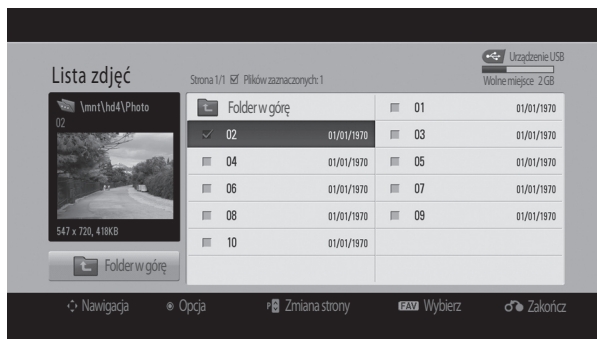 Urządzenie USB
Lista zdjęć
Strona 1/1 Plików zaznaczonych: 1
Wolne miejsce 2 GB
\mnt\hd4\Photo
02
547 x 720, 418KB
Folder w górę
Folder w górę
01 01/01/1970
02 01/01/1970
03 01/01/1970
04 01/01/1970
05 01/01/1970
06 01/01/1970
07 01/01/1970
08 01/01/1970
09 01/01/1970
10 01/01/1970
Nawigacja
Opcja
P Zmiana strony
FAV Wybierz
Zakończ